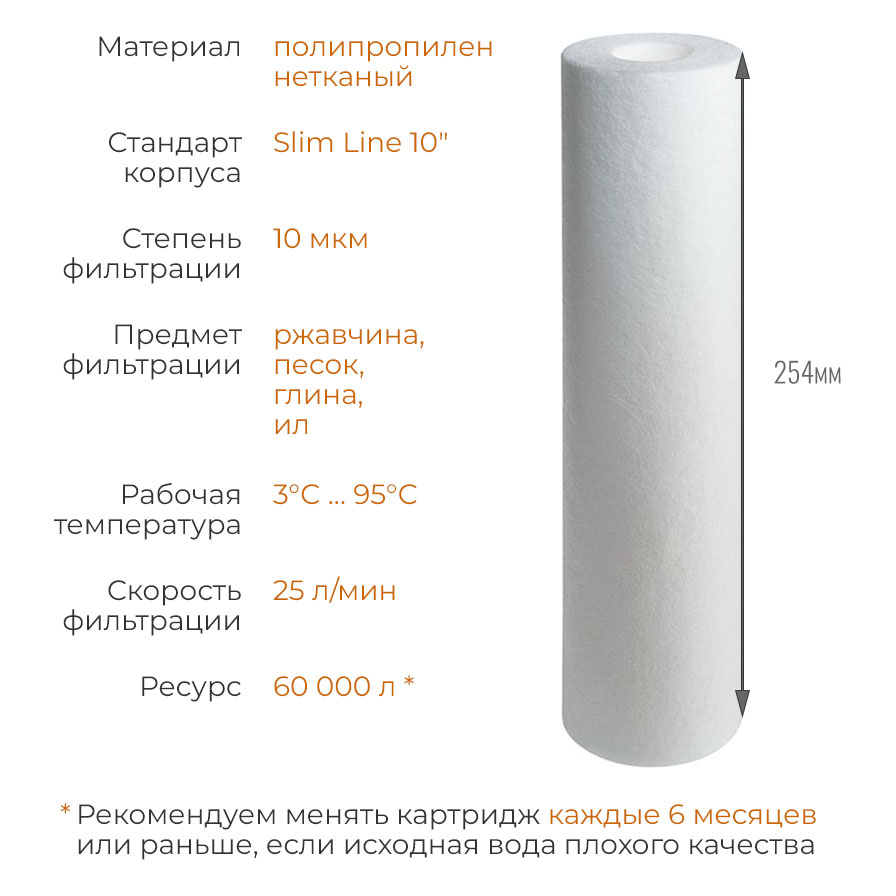 Материал полипропилен
нетканый
Стандарт Slim Line 10"
корпуса
Степень 10 мкм
фильтрации
Предмет ржавчина,
фильтрации песок,
глина,
ил
254мм
Рабочая 3°C ... 95°C
температура
Скорость 25 л/мин
фильтрации
Ресурс 60 000 л *
* Рекомендуем менять картридж каждые 6 месяцев
или раньше, если исходная вода плохого качества